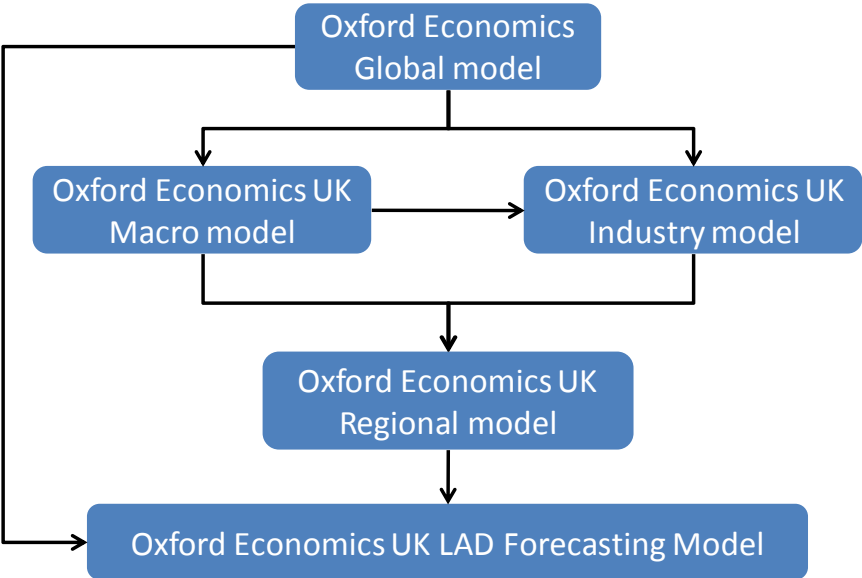 Oxford Economics
Global model
Oxford Economics UK
Macro model
Oxford Economics UK
Industry model
Oxford Economics UK
Regional model
Oxford Economics UK LAD Forecasting Model